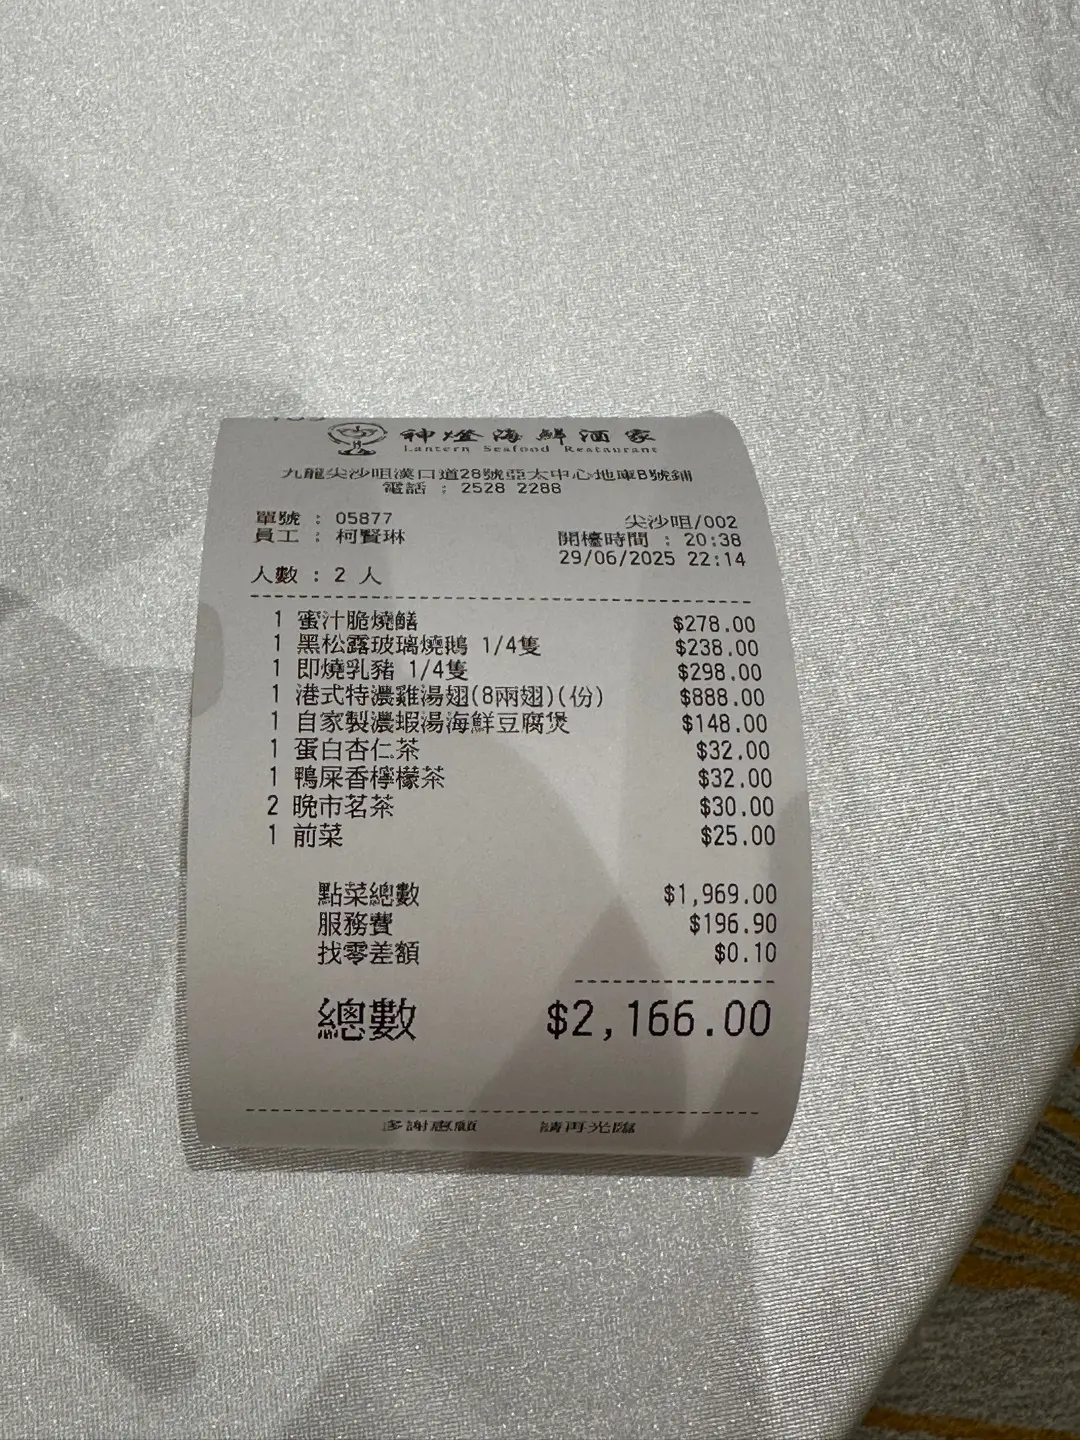 神燈海鮮酒家
Lantern Seafood Restaurant
九龍尖沙咀漢口道28號亞太中心地庫B號鋪
電話 : 2528 2288
單號 : 05877
尖沙咀/002
員工 : 柯賢琳
開檯時間 : 20:38
29/06/2025 22:14
人數 : 2 人
1 蜜汁脆燒鱔 $278.00
1 黑松露玻璃燒鵝 1/4隻 $238.00
1 即燒乳豬 1/4隻 $298.00
1 港式特濃雞湯翅(8兩翅)(份) $888.00
1 自家製濃蝦湯海鮮豆腐煲 $148.00
1 蛋白杏仁茶 $32.00
1 鴨屎香檸檬茶 $32.00
2 晚市茗茶 $30.00
1 前菜 $25.00
點菜總數 $1,969.00
服務費 $196.90
找零差額 $0.10
總數 $2,166.00
多謝惠顧 請再光臨